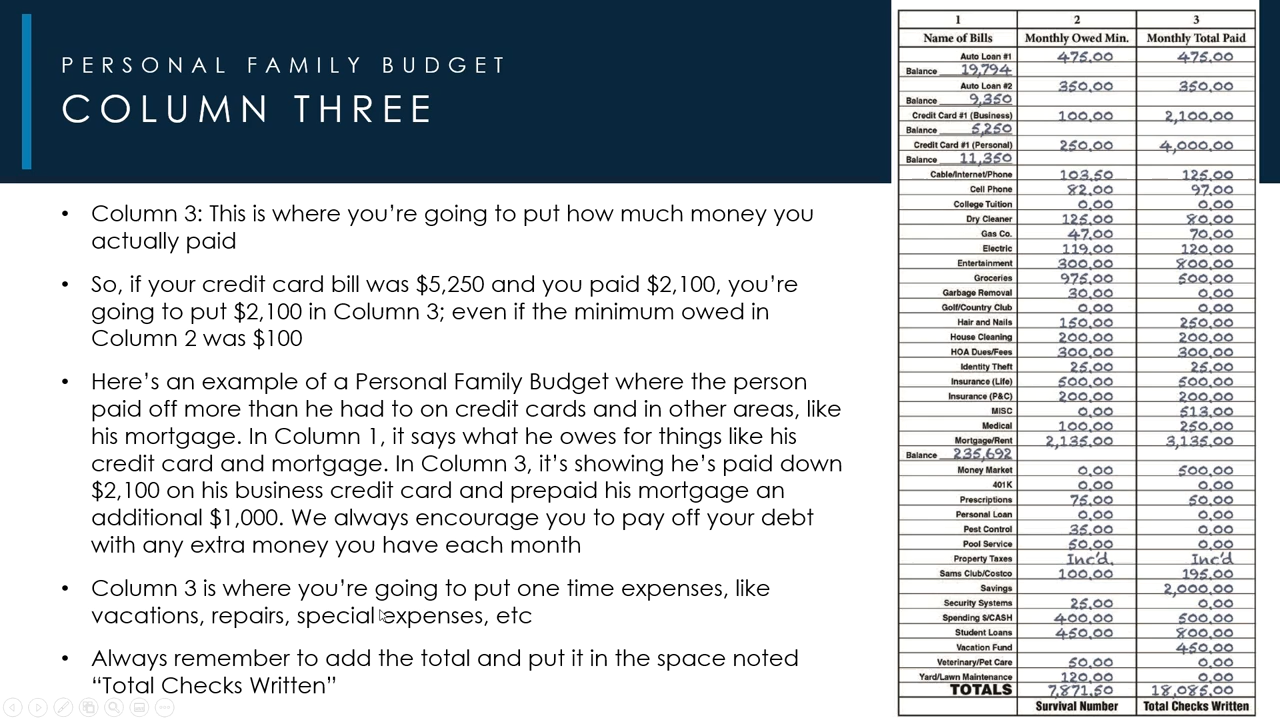 PERSONAL FAMILY BUDGET
COLUMN THREE
• Column 3: This is where you’re going to put how much money you
actually paid
• So, if your credit card bill was $5,250 and you paid $2,100, you’re
going to put $2,100 in Column 3; even if the minimum owed in
Column 2 was $100
• Here’s an example of a Personal Family Budget where the person
paid off more than he had to on credit cards and in other areas, like
his mortgage. In Column 1, it says what he owes for things like his
credit card and mortgage. In Column 3, it’s showing he’s paid down
$2,100 on his business credit card and prepaid his mortgage an
additional $1,000. We always encourage you to pay off your debt
with any extra money you have each month
• Column 3 is where you’re going to put one time expenses, like
vacations, repairs, special expenses, etc
• Always remember to add the total and put it in the space noted
“Total Checks Written”
1 2 3
Name of Bills Monthly Owed Min. Monthly Total Paid
Auto Loan #1 475.00 475.00
Balance 19,794
Auto Loan #2 350.00 350.00
Balance 9,350
Credit Card #1 (Business) 100.00 2,100.00
Balance 5,250
Credit Card #1 (Personal) 250.00 4,000.00
Balance 11,350
Cable/Internet/Phone 103.50 125.00
Cell Phone 82.00 97.00
College Tuition 0.00 0.00
Dry Cleaner 125.00 80.00
Gas Co. 47.00 70.00
Electric 119.00 120.00
Entertainment 300.00 800.00
Groceries 975.00 500.00
Garbage Removal 30.00 0.00
Golf/Country Club 0.00 0.00
Hair and Nails 150.00 250.00
House Cleaning 200.00 200.00
HOA Dues/Fees 300.00 300.00
Identity Theft 25.00 25.00
Insurance (Life) 500.00 500.00
Insurance (P&C) 200.00 200.00
MISC 0.00 513.00
Medical 100.00 250.00
Mortgage/Rent 2,135.00 3,135.00
Balance 235,692
Money Market 0.00 500.00
401K 0.00 0.00
Prescriptions 75.00 50.00
Personal Loan 0.00 0.00
Pest Control 35.00 0.00
Pool Service 50.00 0.00
Property Taxes Inc'd. Inc'd
Sams Club/Costco 100.00 195.00
Savings 2,000.00
Security Systems 25.00 0.00
Spending $/CASH 400.00 500.00
Student Loans 450.00 800.00
Vacation Fund 450.00
Veterinary/Pet Care 50.00 0.00
Yard/Lawn Maintenance 120.00 0.00
TOTALS 7,871.50 18,085.00
Survival Number Total Checks Written